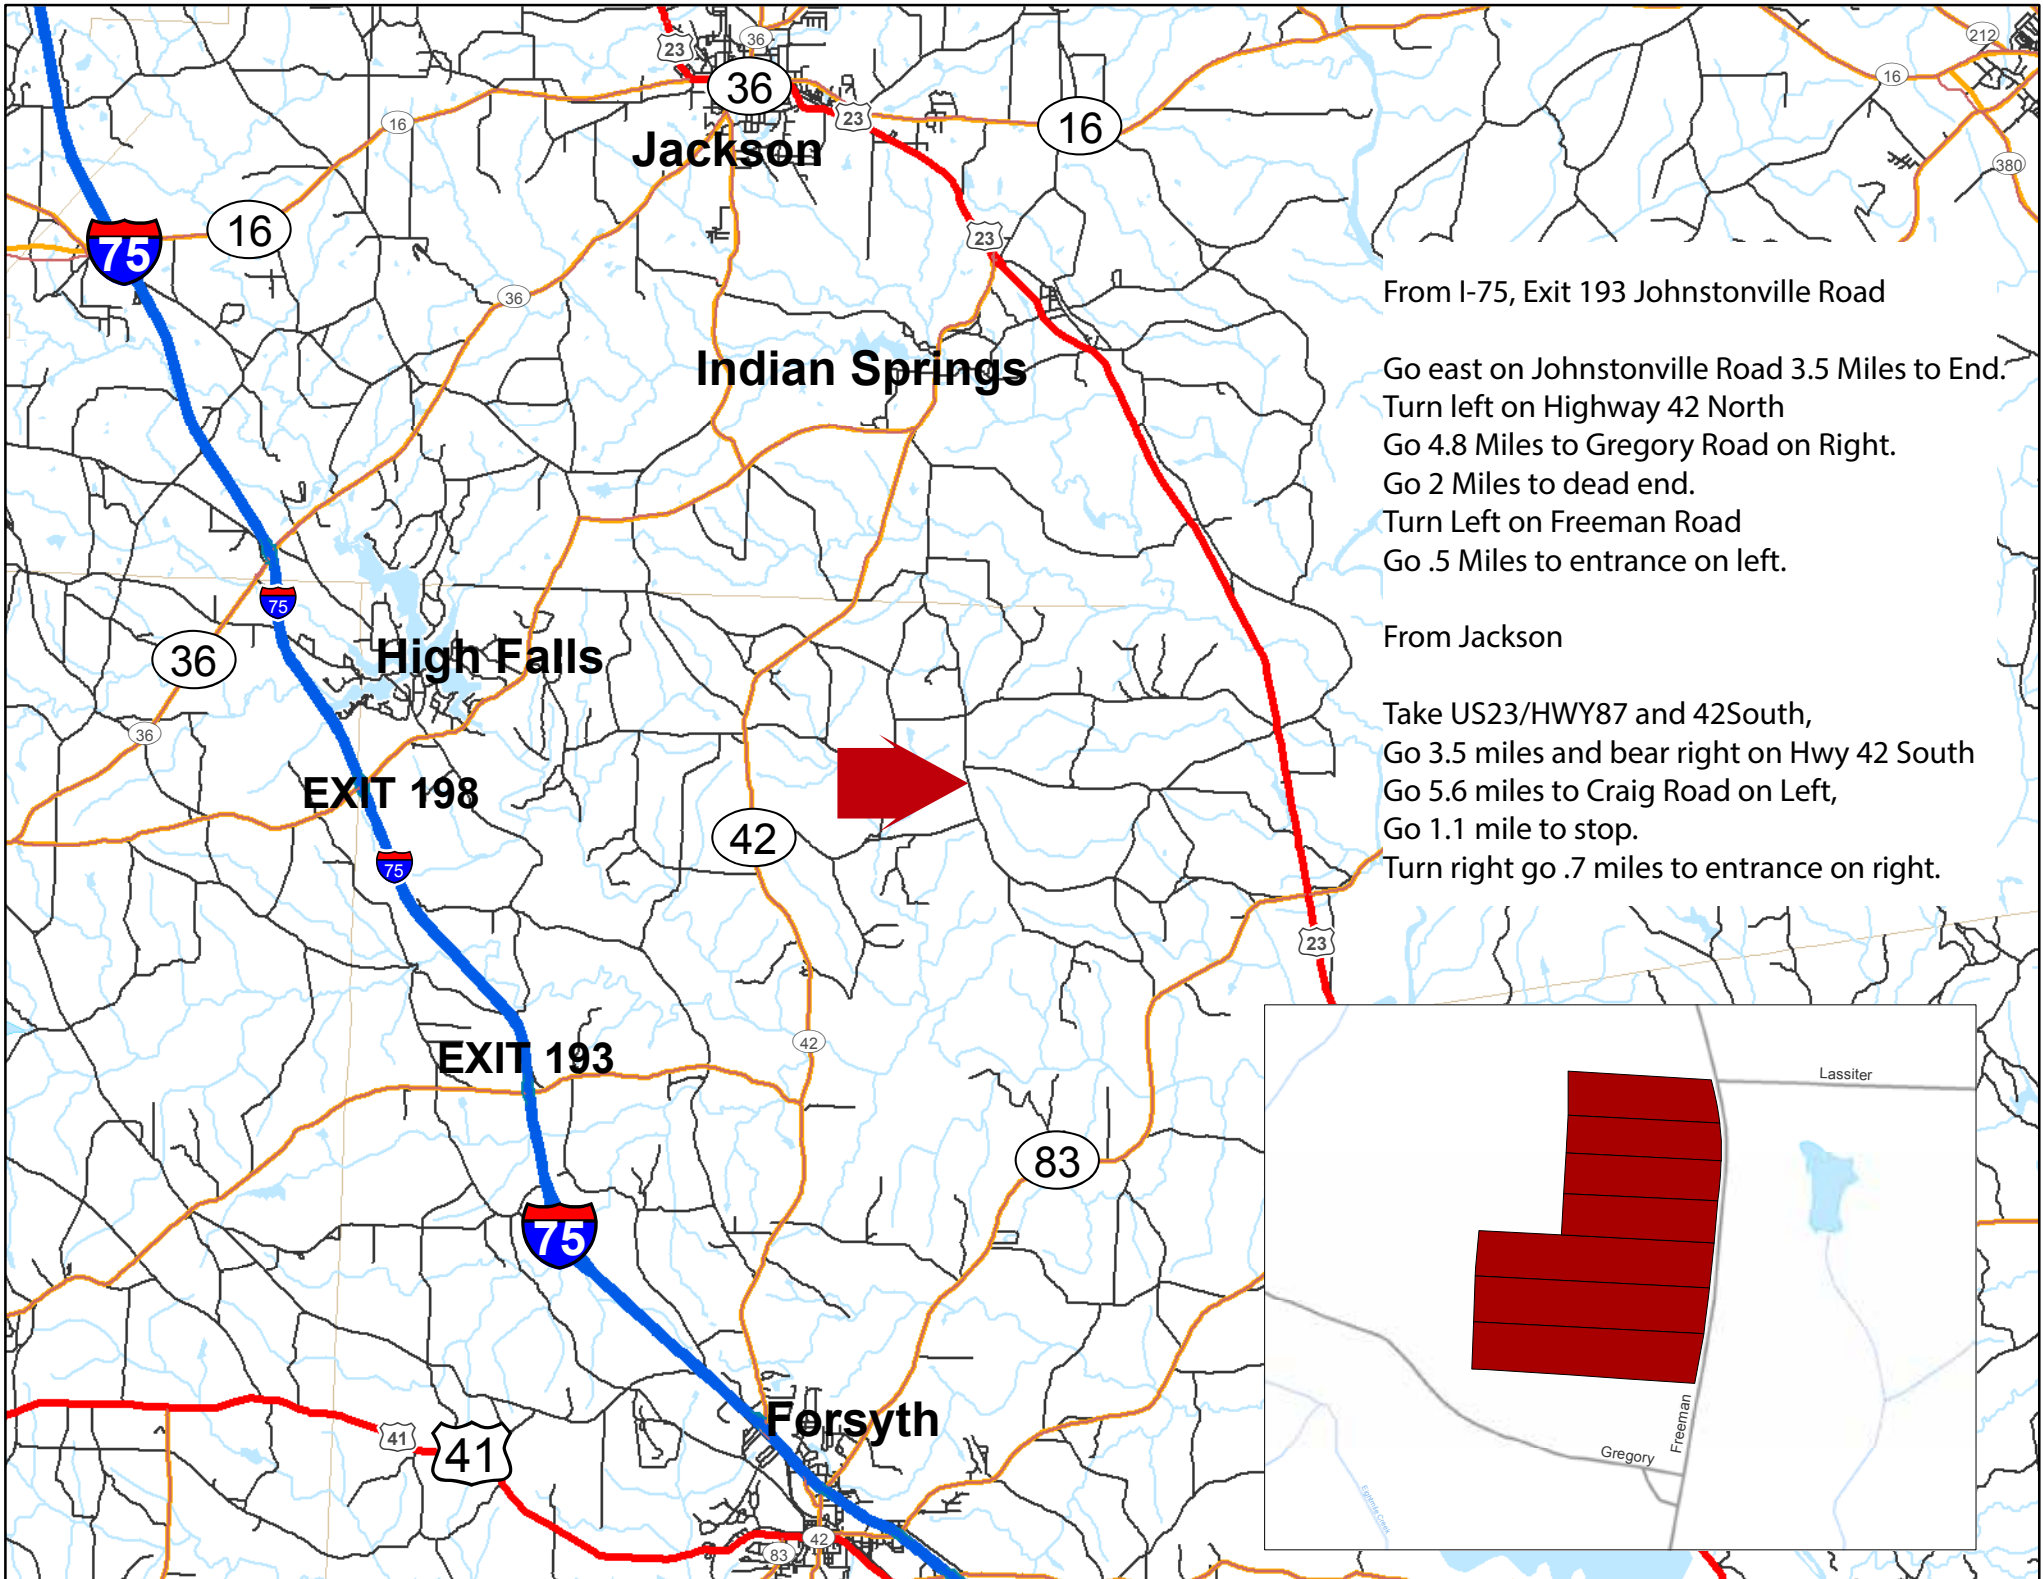 23
36
212
16
36
23
16
16
Jackson
380
16
75
23
36
From I-75, Exit 193 Johnstonville Road
Indian Springs
Go east on Johnstonville Road 3.5 Miles to End.
Turn left on Highway 42 North
Go 4.8 Miles to Gregory Road on Right.
Go 2 Miles to dead end.
Turn Left on Freeman Road
Go .5 Miles to entrance on left.
75
From Jackson
High Falls
36
Take US23/HWY87 and 42South,
36
Go 3.5 miles and bear right on Hwy 42 South
EXIT 198
Go 5.6 miles to Craig Road on Left,
42
Go 1.1 mile to stop.
75
Turn right go .7 miles to entrance on right.
23
42
EXIT 193
Lassiter
83
75
Forsyth
Freeman
41
41
Gregory
Eightmile Creek
42
83